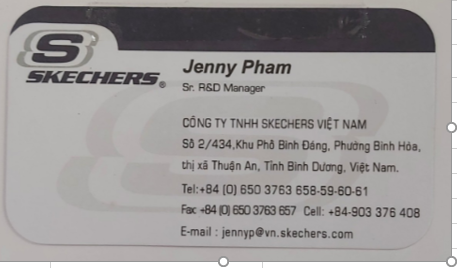 S
SKECHERS®
Jenny Pham
Sr. R&D Manager
CÔNG TY TNHH SKECHERS VIỆT NAM
Số 2/434,Khu Phố Bình Đáng, Phường Bình Hòa,
thị xã Thuận An, Tỉnh Bình Dương, Việt Nam.
Tel:+84 (0) 650 3763 658-59-60-61
Fax: +84 (0) 650 3763 657 Cell: +84-903 376 408
E-mail : jennyp@vn.skechers.com